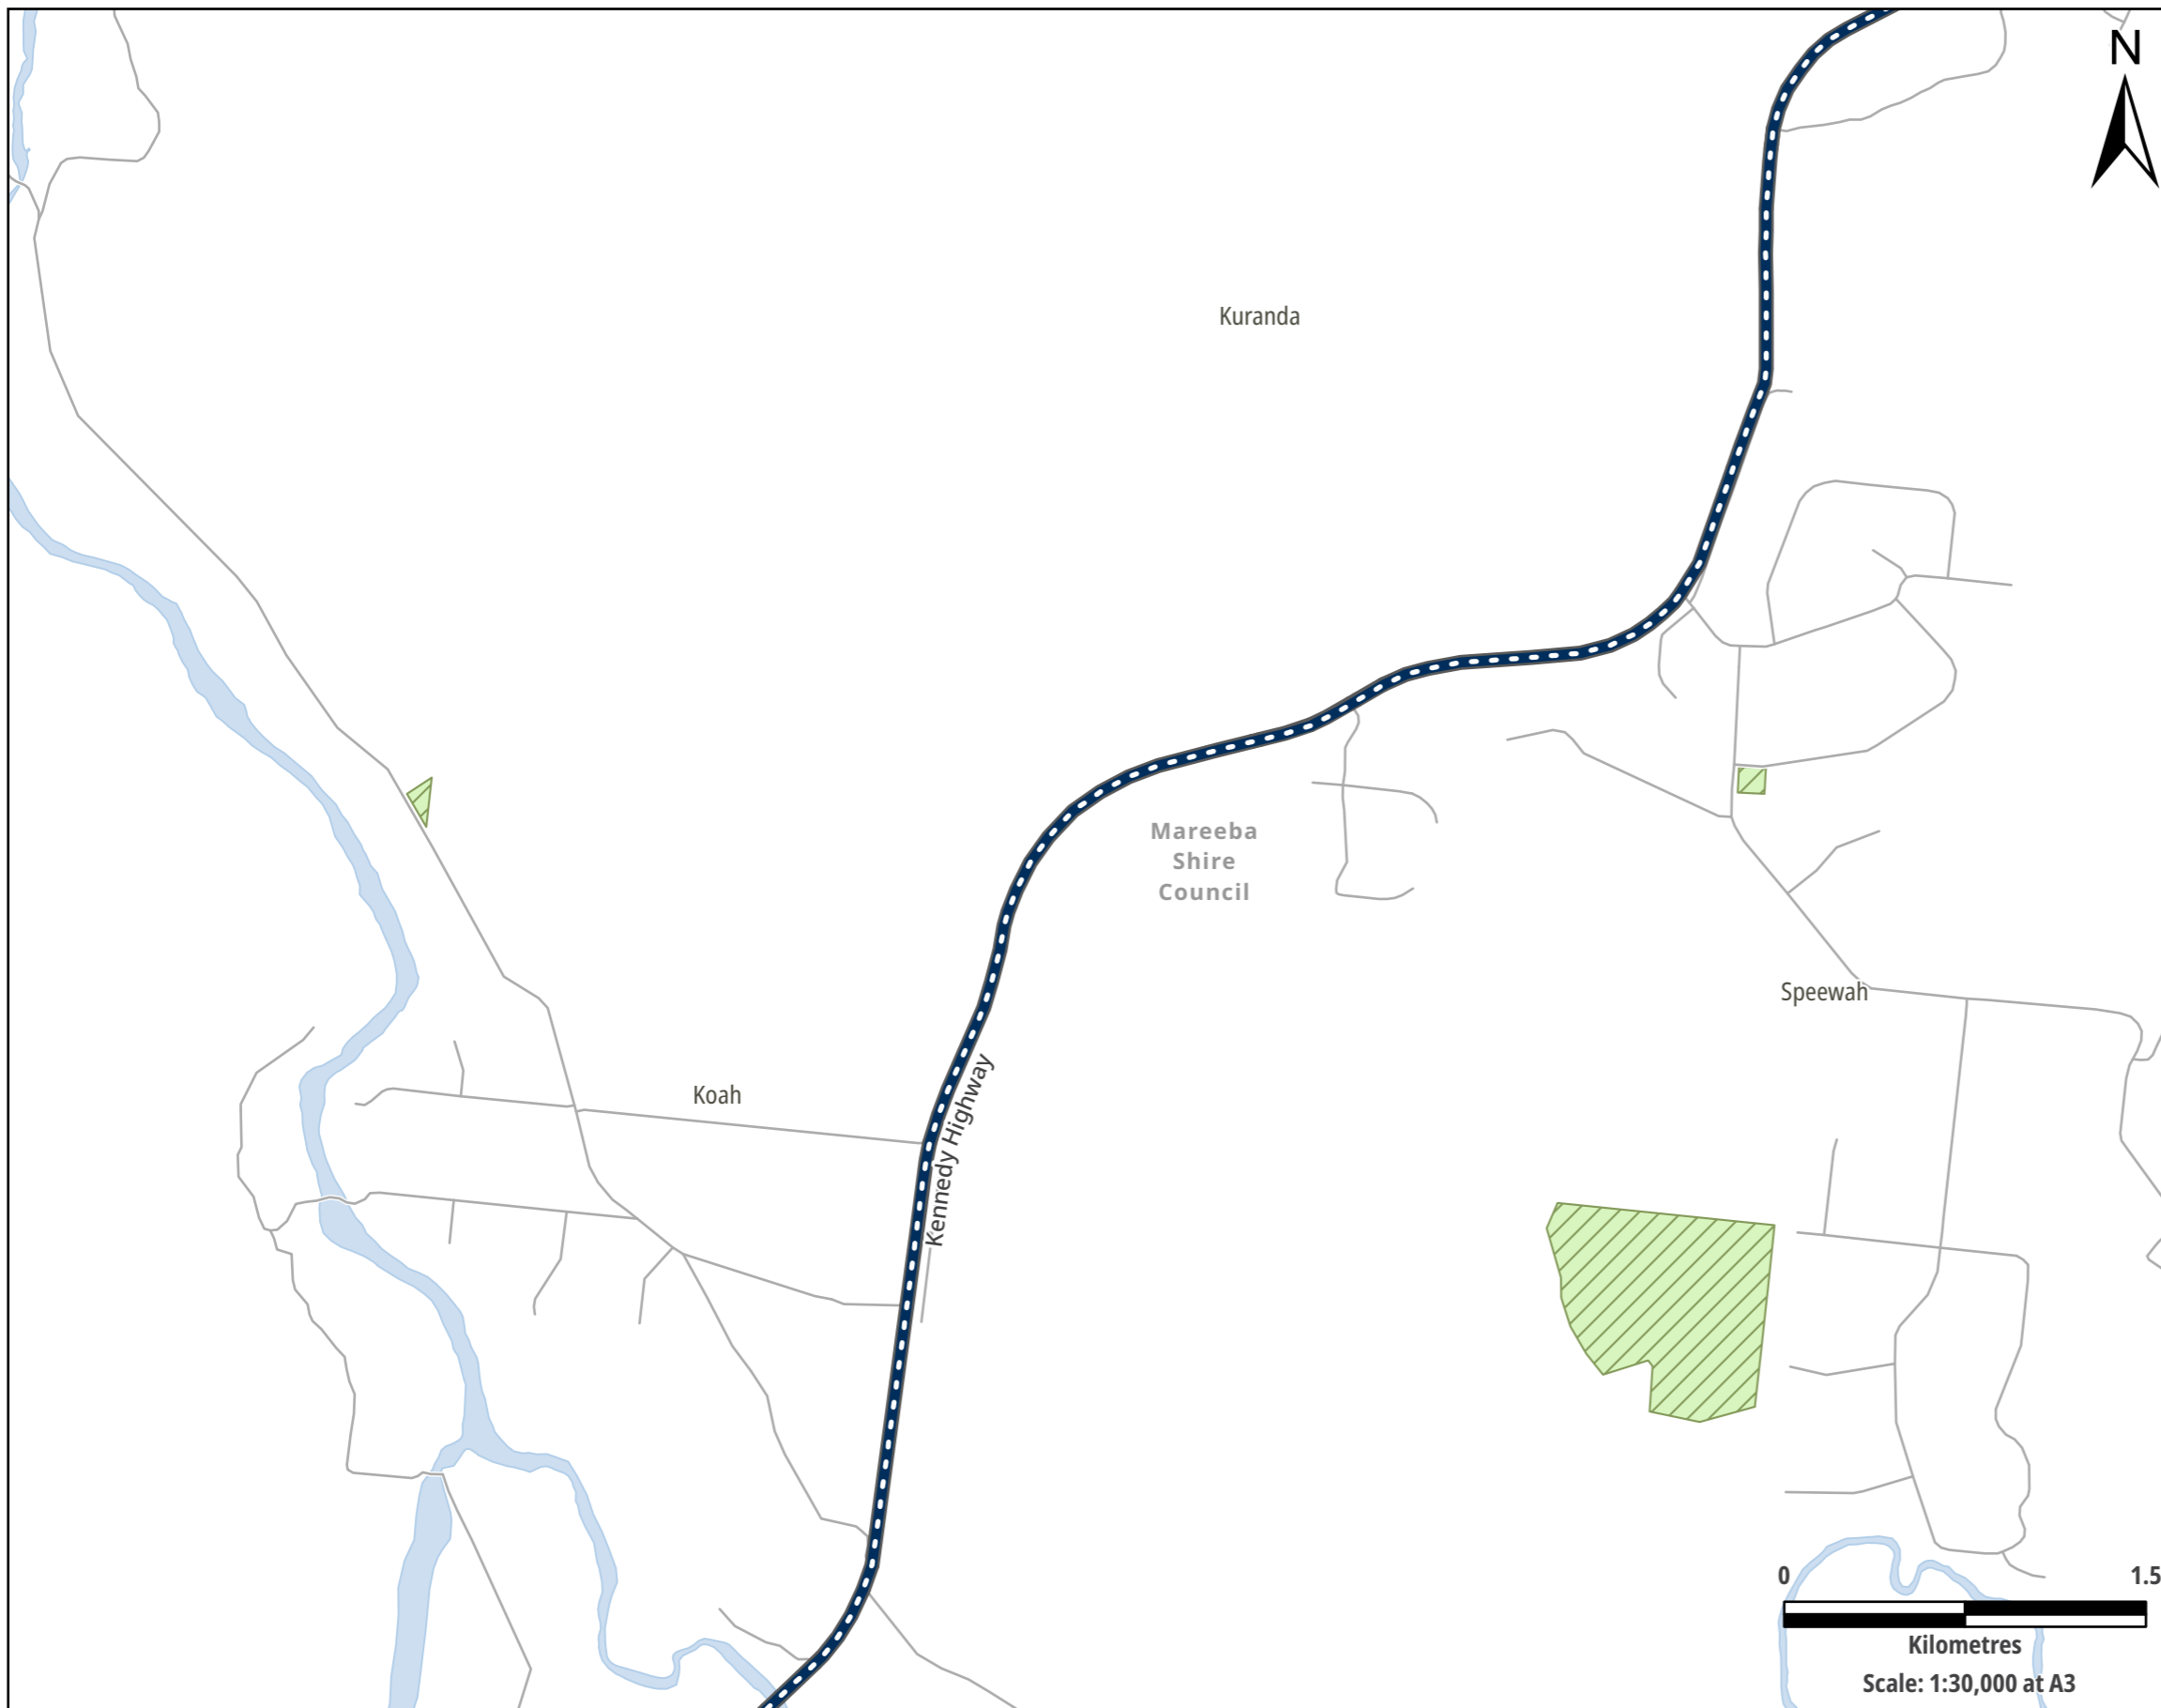 N
Kuranda
Mareeba
Shire
Council
Speewah
Koah
Kennedy Highway
0 1.5
Kilometres
Scale: 1:30,000 at A3